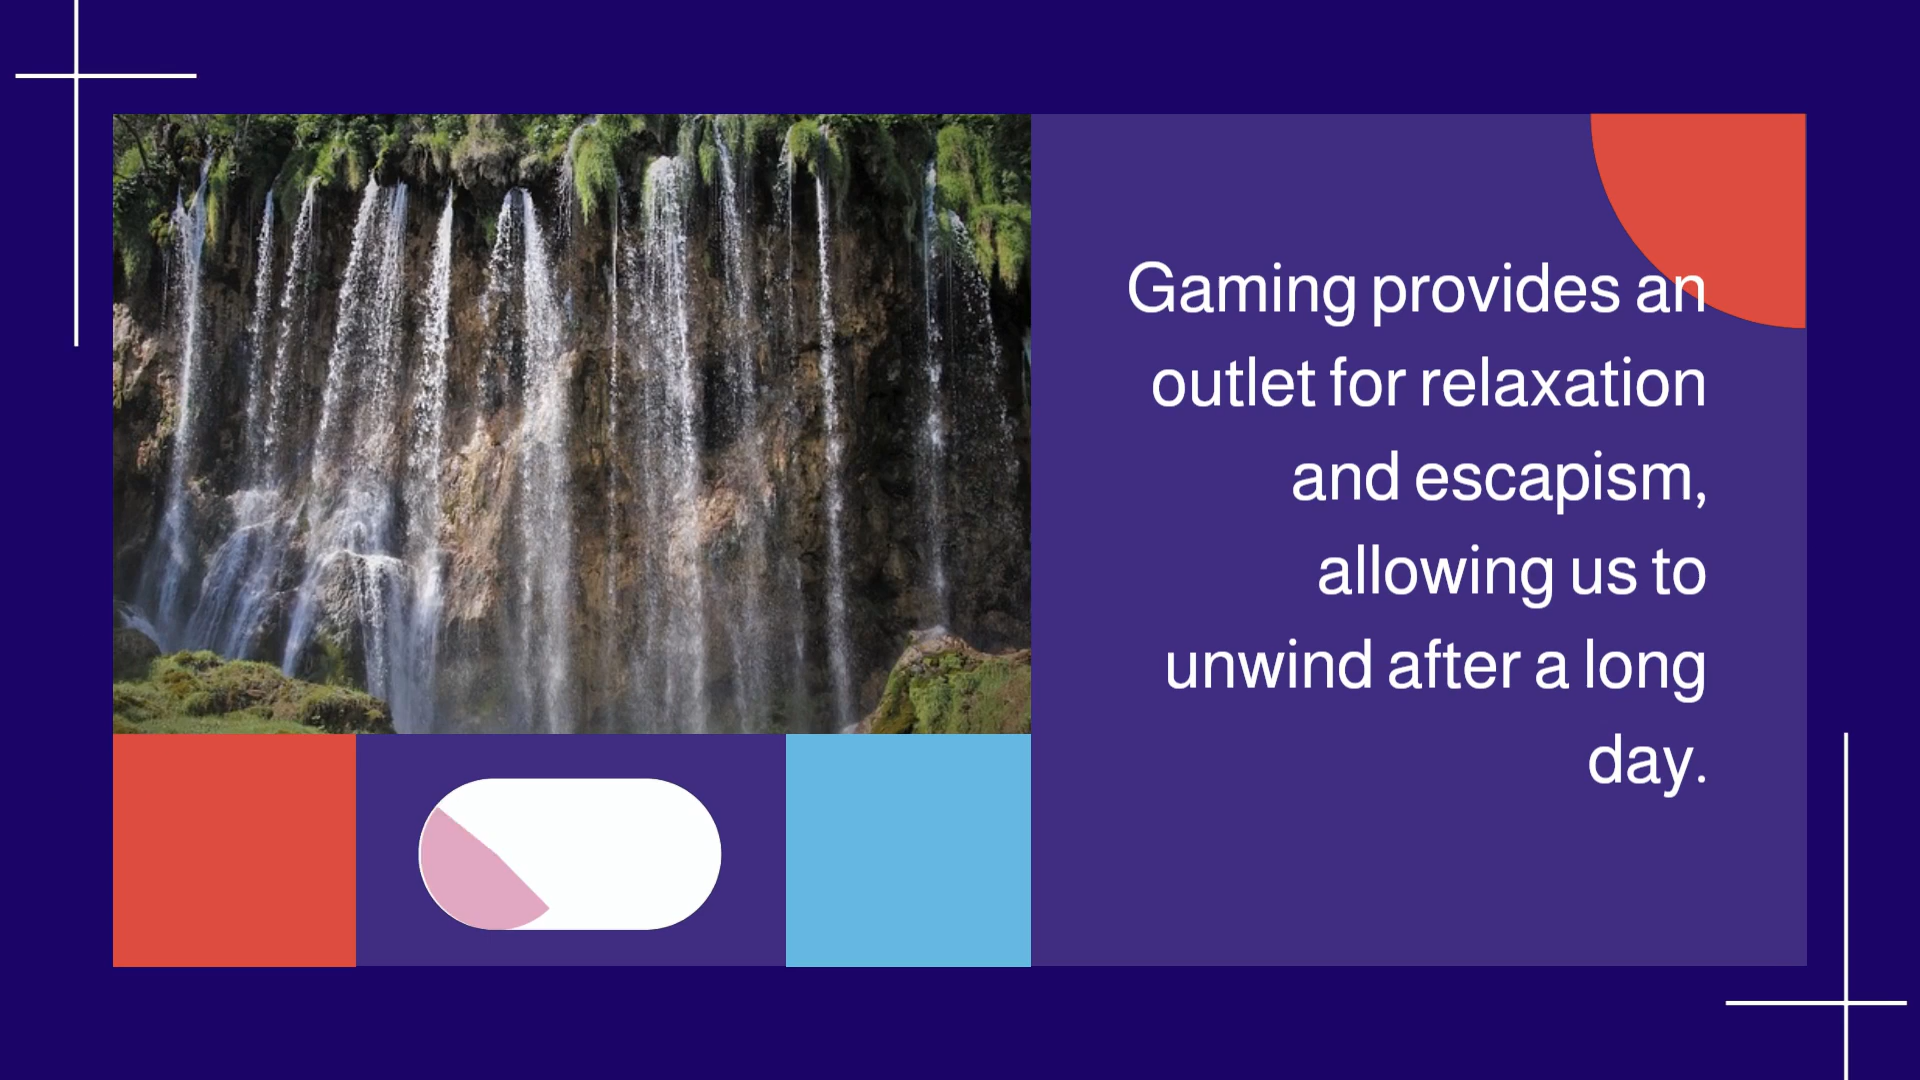 Gaming provides an
outlet for relaxation
and escapism,
allowing us to
unwind after a long
day.